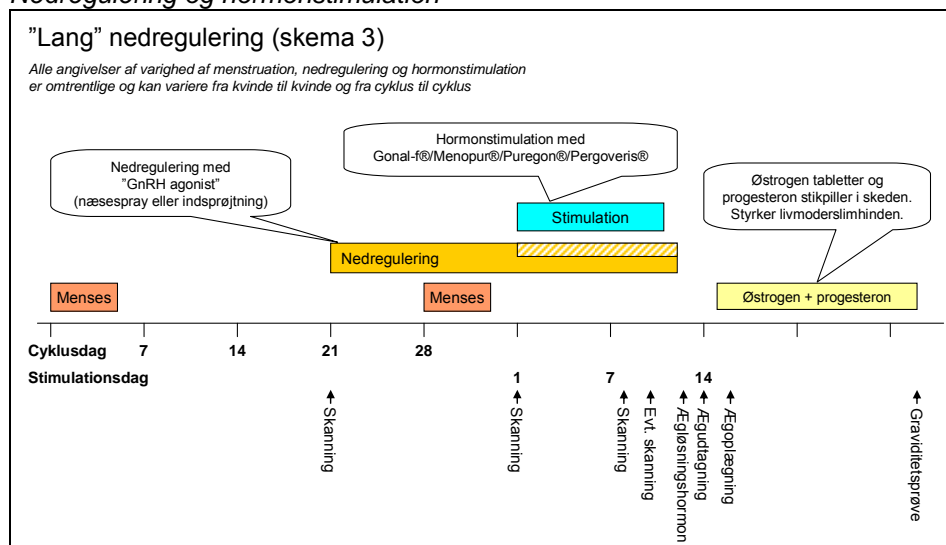 Nedregulering og hormonstimulation
”Lang” nedregulering (skema 3)
Alle angivelser af varighed af menstruation, nedregulering og hormonstimulation
er omtrentlige og kan variere fra kvinde til kvinde og fra cyklus til cyklus
Hormonstimulation med
Gonal-f®/Menopur®/Puregon®/Pergoveris®
Nedregulering med
”GnRH agonist”
(næsespray eller indsprøjtning)
Østrogen tabletter og
progesteron stikpiller i skeden.
Styrker livmoderslimhinden.
Stimulation
Nedregulering
Menses
Menses
Østrogen + progesteron
Cyklusdag 7 14 21 28
Stimulationsdag 1 7 14
Skanning
Skanning
Skanning
Evt. skanning
Ægløsningshormon
Ægudtagning
Ægoplægning
Graviditetsprøve